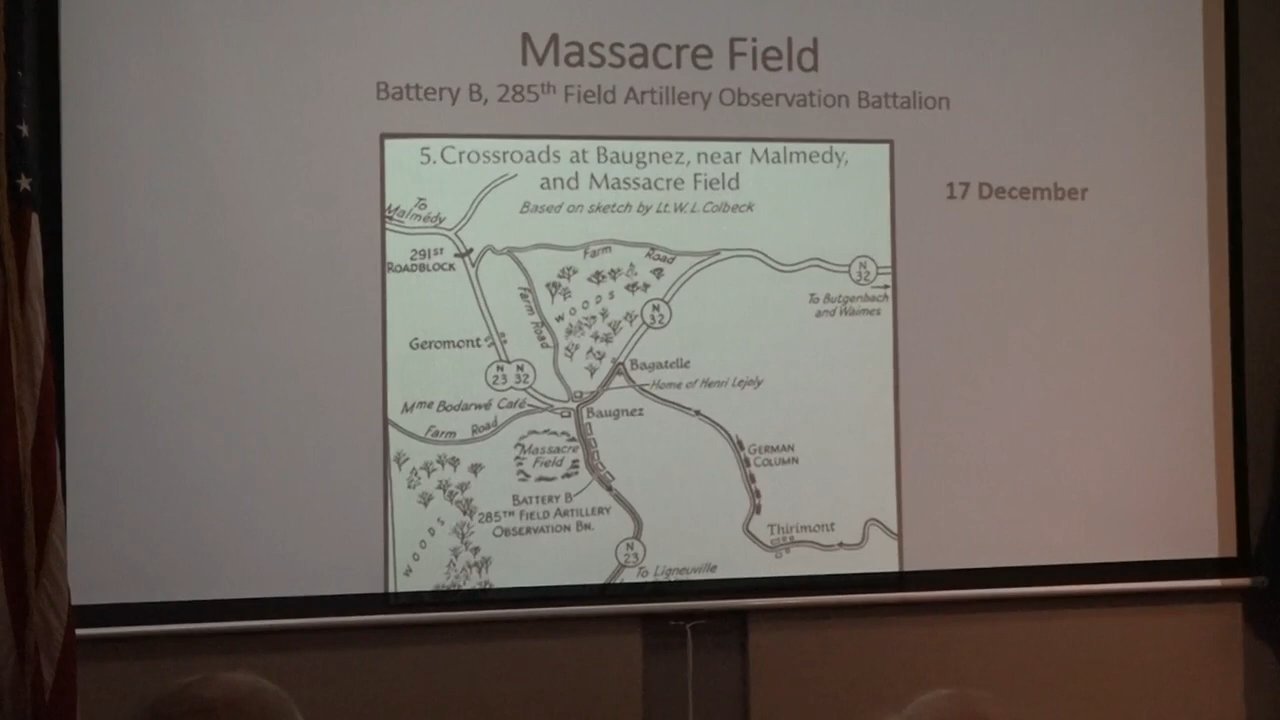 Massacre Field
Battery B, 285th Field Artillery Observation Battalion
17 December
5. Crossroads at Baugnez, near Malmedy,
and Massacre Field
Based on sketch by Lt. W. L. Colbeck
To
Malmédy
291ST
ROADBLOCK
Farm Road
N
32
To Butgenbach
and Waimes
Farm Road
WOODS
N
32
Geromont
N N
23 32
Bagatelle
Home of Henri Lejoly
Mme Bodarwé Café
Baugnez
Farm Road
Massacre
Field
GERMAN
COLUMN
BATTERY B
285TH FIELD ARTILLERY
OBSERVATION BN.
Thirimont
WOODS
N
23
To Ligneuville